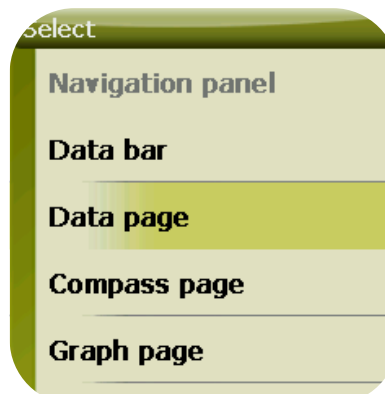 Select
Navigation panel
Data bar
Data page
Compass page
Graph page